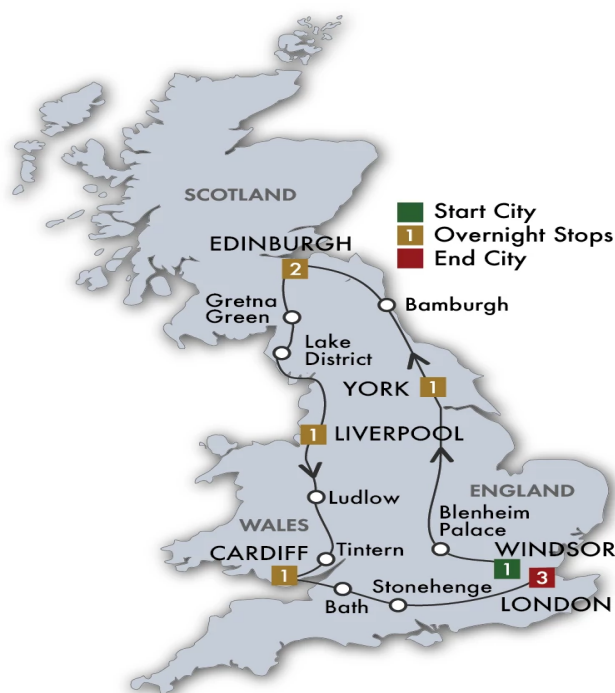 SCOTLAND
Start City
1 Overnight Stops
End City
EDINBURGH
2
Gretna
Green
Bamburgh
Lake
District
YORK 1
1 LIVERPOOL
Ludlow
ENGLAND
Blenheim
Palace
WALES
CARDIFF
1
Tintern
WINDSOR
1
3
Bath
Stonehenge
LONDON